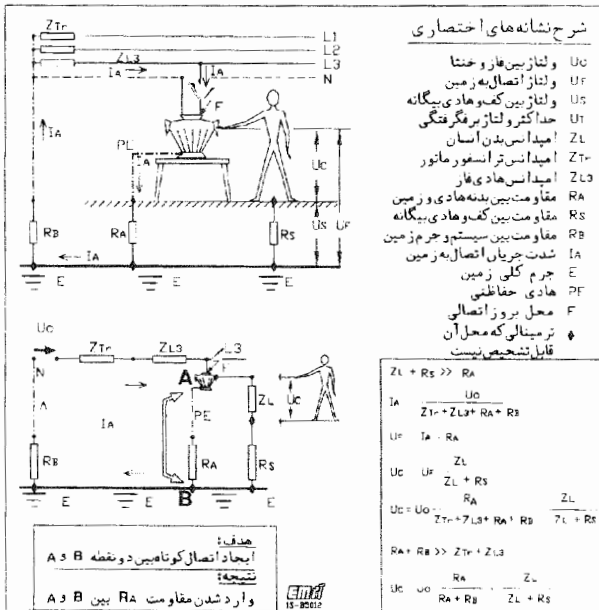 شرح نشانه‌های اختصاری
ZTr
L1
L2
ZL3
L3
IA
IA
N
F
IA
PE
IA
UC
US
UF
RB
RA
RS
IA
E
E
E
UO ولتاژ بین فاز و خنثا
UF ولتاژ اتصال به زمین
US ولتاژ بین کف و هادی بیگانه
UT حداکثر ولتاژ برقگرفتگی
ZL امپدانس بدن انسان
ZTr امپدانس ترانسفورماتور
ZL3 امپدانس هادی فاز
RA مقاومت بین بدنه هادی و زمین
RS مقاومت بین کف و هادی بیگانه
RB مقاومت بین سیستم و جرم زمین
IA شدت جریان اتصال به زمین
E جرم کلی زمین
PE هادی حفاظتی
F محل بروز اتصالی
ترمینالی که محل آن
قابل تشخیص نیست
UO
ZTr
ZL3
L3
N
A
F
ZL
UC
IA
PE
RB
RA
RS
B
E
E
E
ZL + RS >> RA
IA UO
ZTr + ZL3 + RA + RB
UF IA . RA
UC UF ZL
ZL + RS
UC = UO RA ZL
ZTr + ZL3 + RA + RB ZL + RS
RA + RB >> ZTr + ZL3
UC UO RA ZL
RA + RB ZL + RS
هدف:
ایجاد اتصال کوتاه بین دو نقطه B و A
نتیجه:
وارد شدن مقاومت RA بین B و A
15-89012